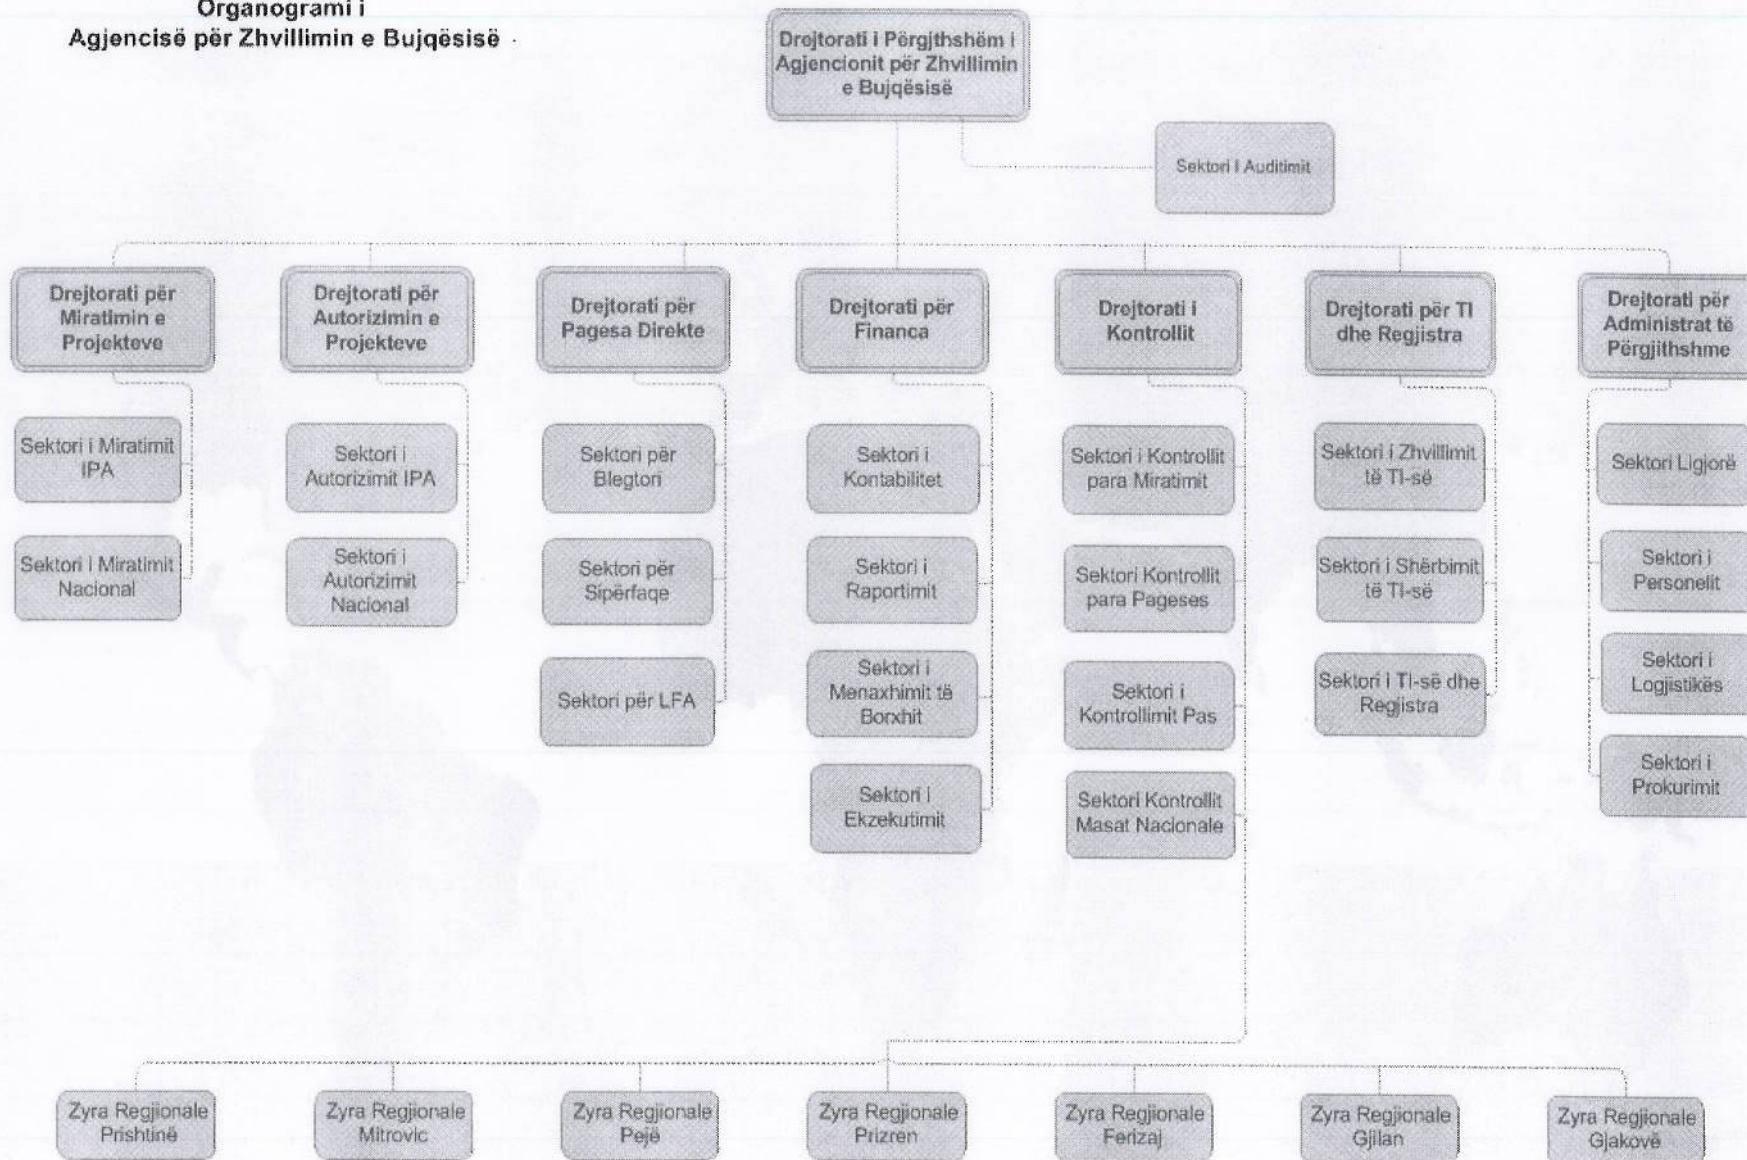 Organogrami i
Agjencisë për Zhvillimin e Bujqësisë
Drejtorati i Përgjthshëm i
Agjencionit për Zhvillimin
e Bujqësisë
Sektori I Auditimit
Drejtorati për
Miratimin e
Projekteve
Drejtorati për
Autorizimin e
Projekteve
Drejtorati për
Pagesa Direkte
Drejtorati për
Financa
Drejtorati i
Kontrollit
Drejtorati për TI
dhe Regjistra
Drejtorati për
Administrat të
Përgjithshme
Sektori i Miratimit
IPA
Sektori i Miratimit
Nacional
Sektori i
Autorizimit IPA
Sektori i
Autorizimit
Nacional
Sektori për
Blegtori
Sektori për
Sipërfaqe
Sektori për LFA
Sektori i
Kontabilitet
Sektori i
Raportimit
Sektori i
Menaxhimit të
Borxhit
Sektori i
Ekzekutimit
Sektori i Kontrollit
para Miratimit
Sektori Kontrollit
para Pageses
Sektori i
Kontrollimit Pas
Sektori Kontrollit
Masat Nacionale
Sektori i Zhvillimit
të TI-së
Sektori i Shërbimit
të TI-së
Sektori i TI-së dhe
Regjistra
Sektori Ligjorë
Sektori i
Personelit
Sektori i
Logjistikës
Sektori i
Prokurimit
Zyra Regjionale
Prishtinë
Zyra Regjionale
Mitrovic
Zyra Regjionale
Pejë
Zyra Regjionale
Prizren
Zyra Regjionale
Ferizaj
Zyra Regjionale
Gjilan
Zyra Regjionale
Gjakovë